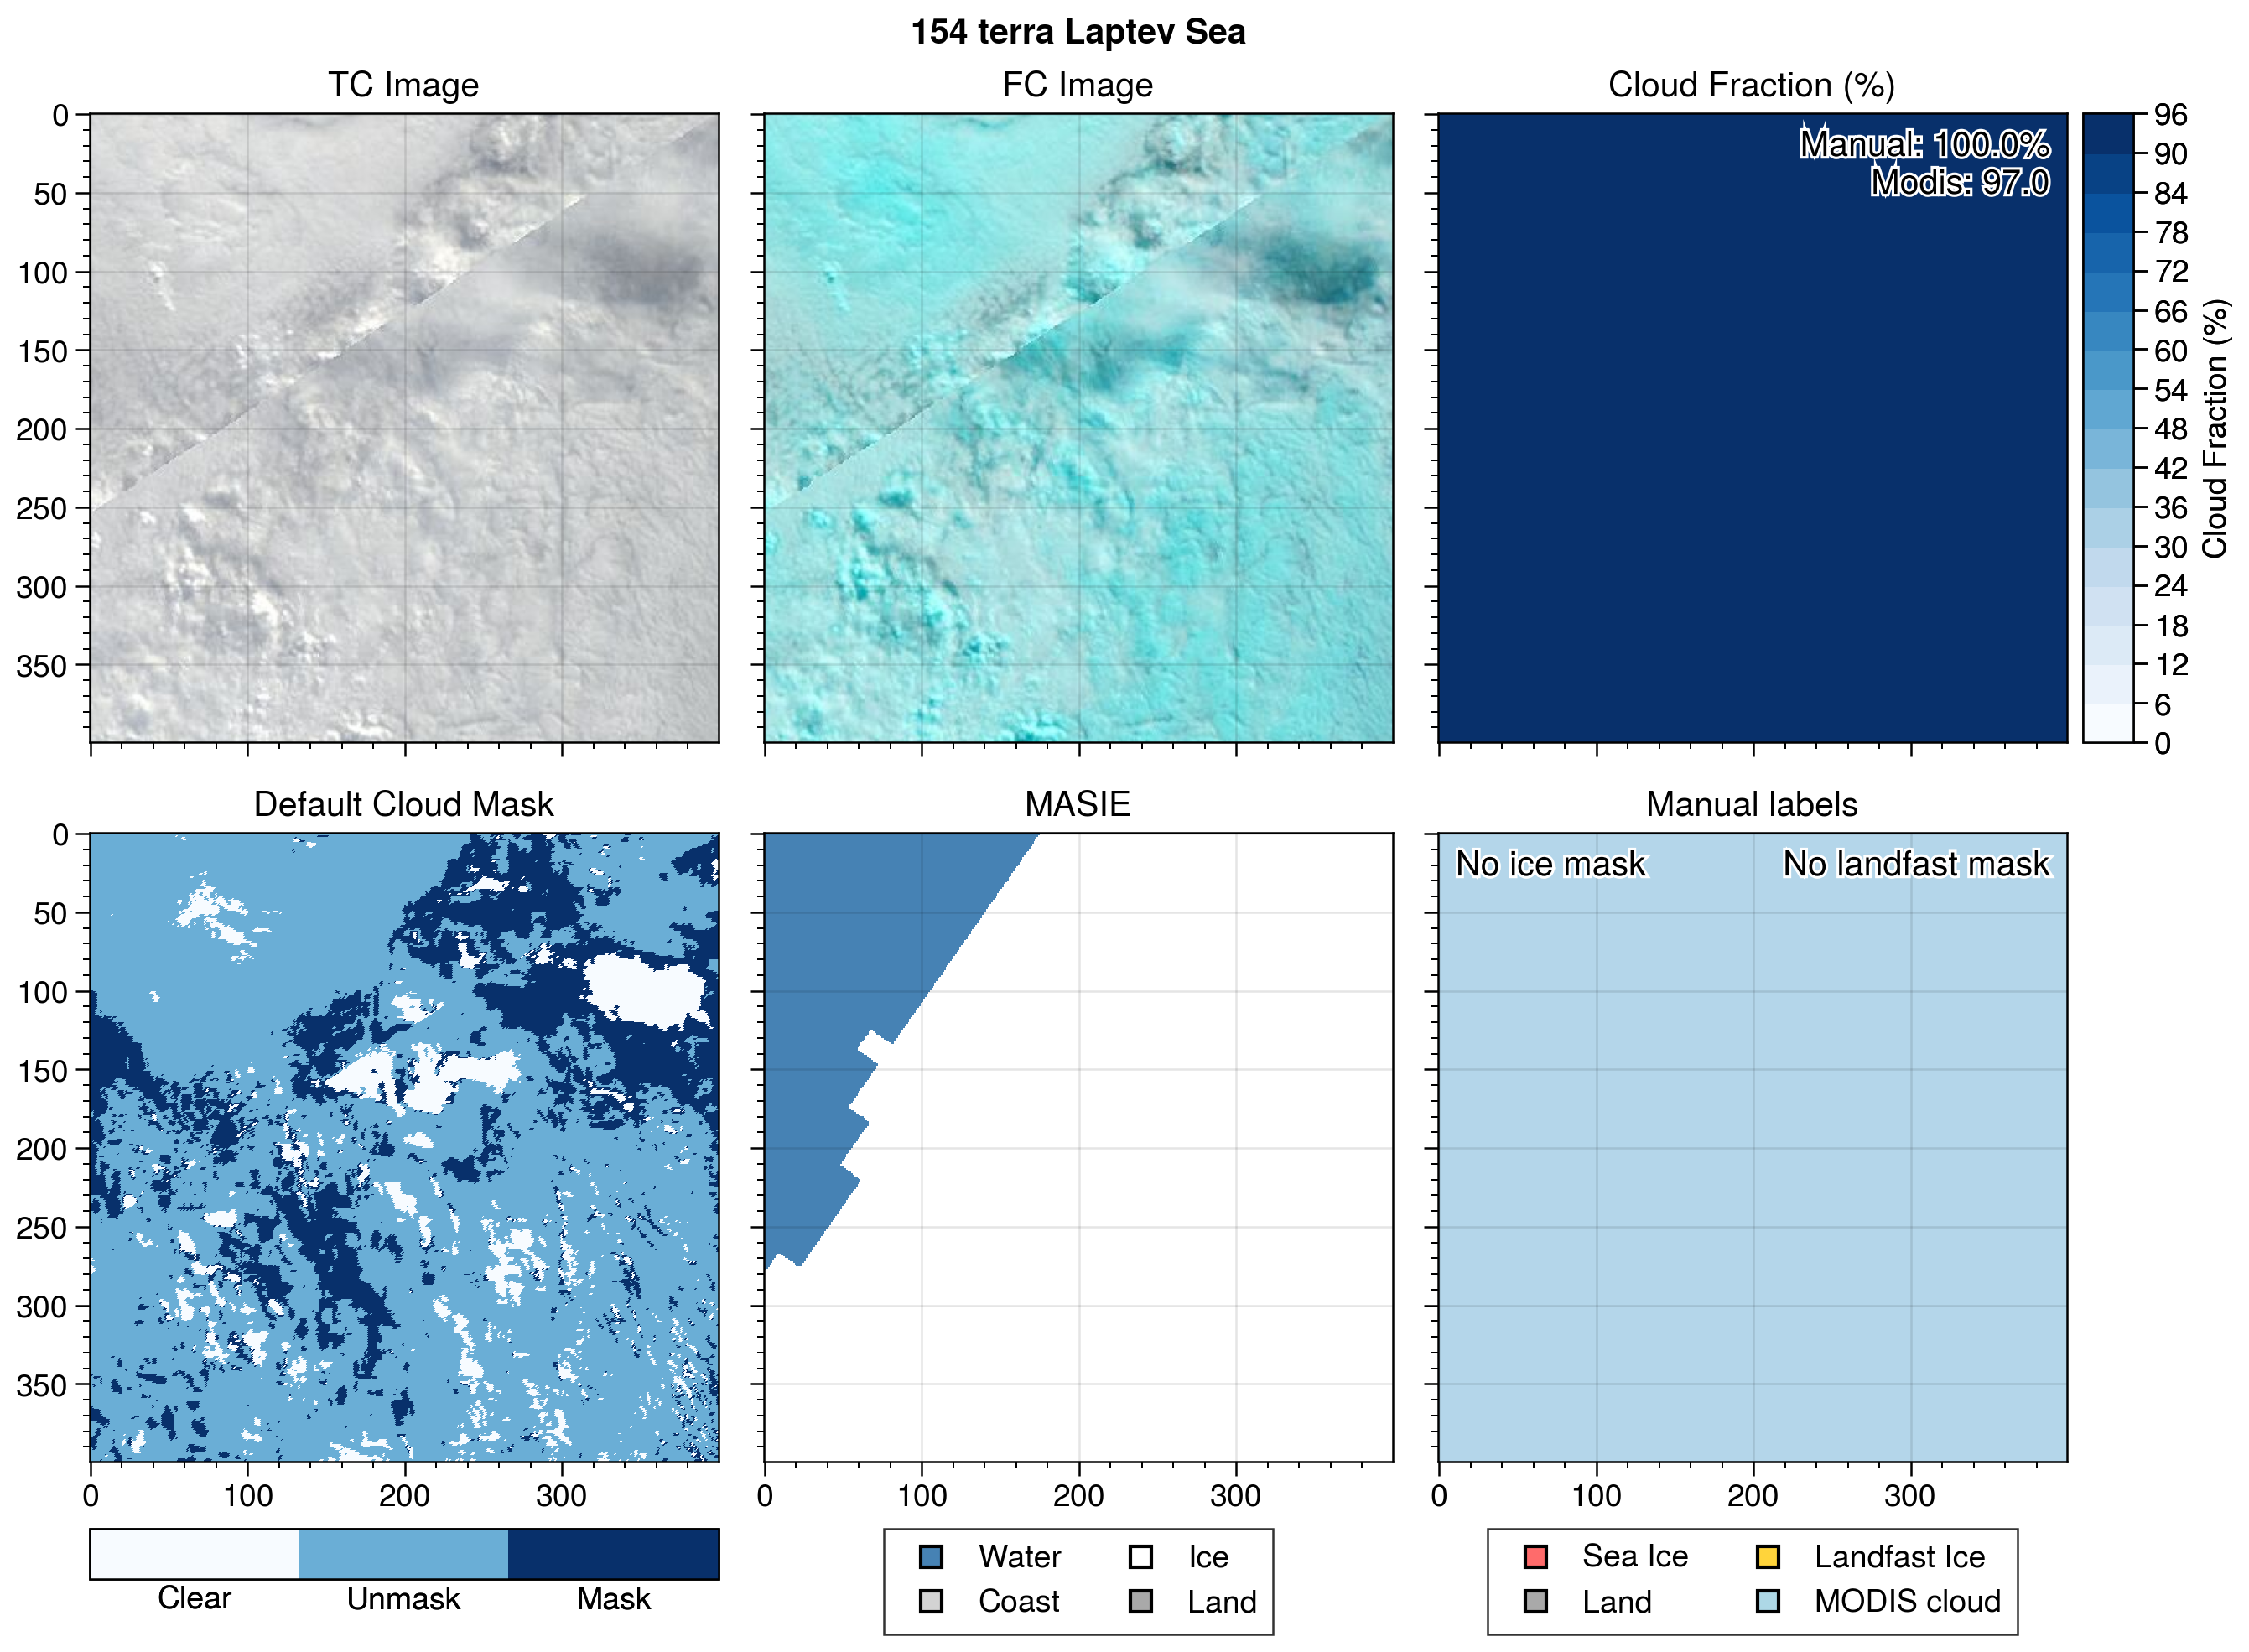 154 terra Laptev Sea
TC Image
FC Image
Cloud Fraction (%)
0
50
100
150
200
250
300
350
Manual: 100.0%
Modis: 97.0
96
90
84
78
72
66
60
54
48
42
36
30
24
18
12
6
0
Cloud Fraction (%)
Default Cloud Mask
MASIE
Manual labels
0
50
100
150
200
250
300
350
No ice mask
No landfast mask
0 100 200 300
0 100 200 300
0 100 200 300
Clear Unmask Mask
Water Ice
Coast Land
Sea Ice Landfast Ice
Land MODIS cloud